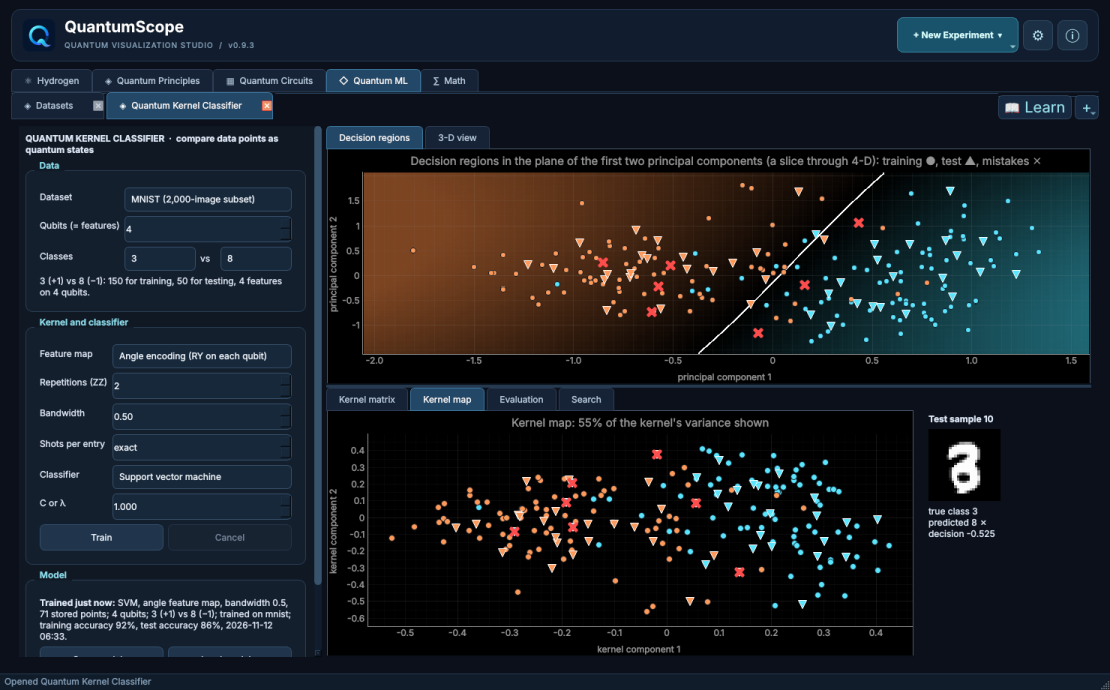 QuantumScope
QUANTUM VISUALIZATION STUDIO / v0.9.3
+ New Experiment ▾
Hydrogen
Quantum Principles
Quantum Circuits
Quantum ML
∑ Math
Datasets
Quantum Kernel Classifier
Learn
+
QUANTUM KERNEL CLASSIFIER · compare data points as
quantum states
Data
Dataset
MNIST (2,000-image subset)
Qubits (= features)
4
Classes
3
vs
8
3 (+1) vs 8 (−1): 150 for training, 50 for testing, 4 features
on 4 qubits.
Kernel and classifier
Feature map
Angle encoding (RY on each qubit)
Repetitions (ZZ)
2
Bandwidth
0.50
Shots per entry
exact
Classifier
Support vector machine
C or λ
1.000
Train
Cancel
Model
Trained just now: SVM, angle feature map, bandwidth 0.5,
71 stored points; 4 qubits; 3 (+1) vs 8 (−1); trained on mnist;
training accuracy 92%, test accuracy 86%, 2026-11-12
06:33.
Decision regions
3-D view
Decision regions in the plane of the first two principal components (a slice through 4-D): training ●, test ▲, mistakes ×
principal component 2
1.5
1
0.5
0
-0.5
-1
-2.0
-1.5
-1.0
-0.5
0
0.5
1.0
1.5
principal component 1
Kernel matrix
Kernel map
Evaluation
Search
Kernel map: 55% of the kernel's variance shown
kernel component 2
0.4
0.3
0.2
0.1
0
-0.1
-0.2
-0.3
-0.4
-0.5
-0.6
-0.5
-0.4
-0.3
-0.2
-0.1
0
0.1
0.2
0.3
0.4
kernel component 1
Test sample 10
true class 3
predicted 8 ×
decision -0.525
Opened Quantum Kernel Classifier